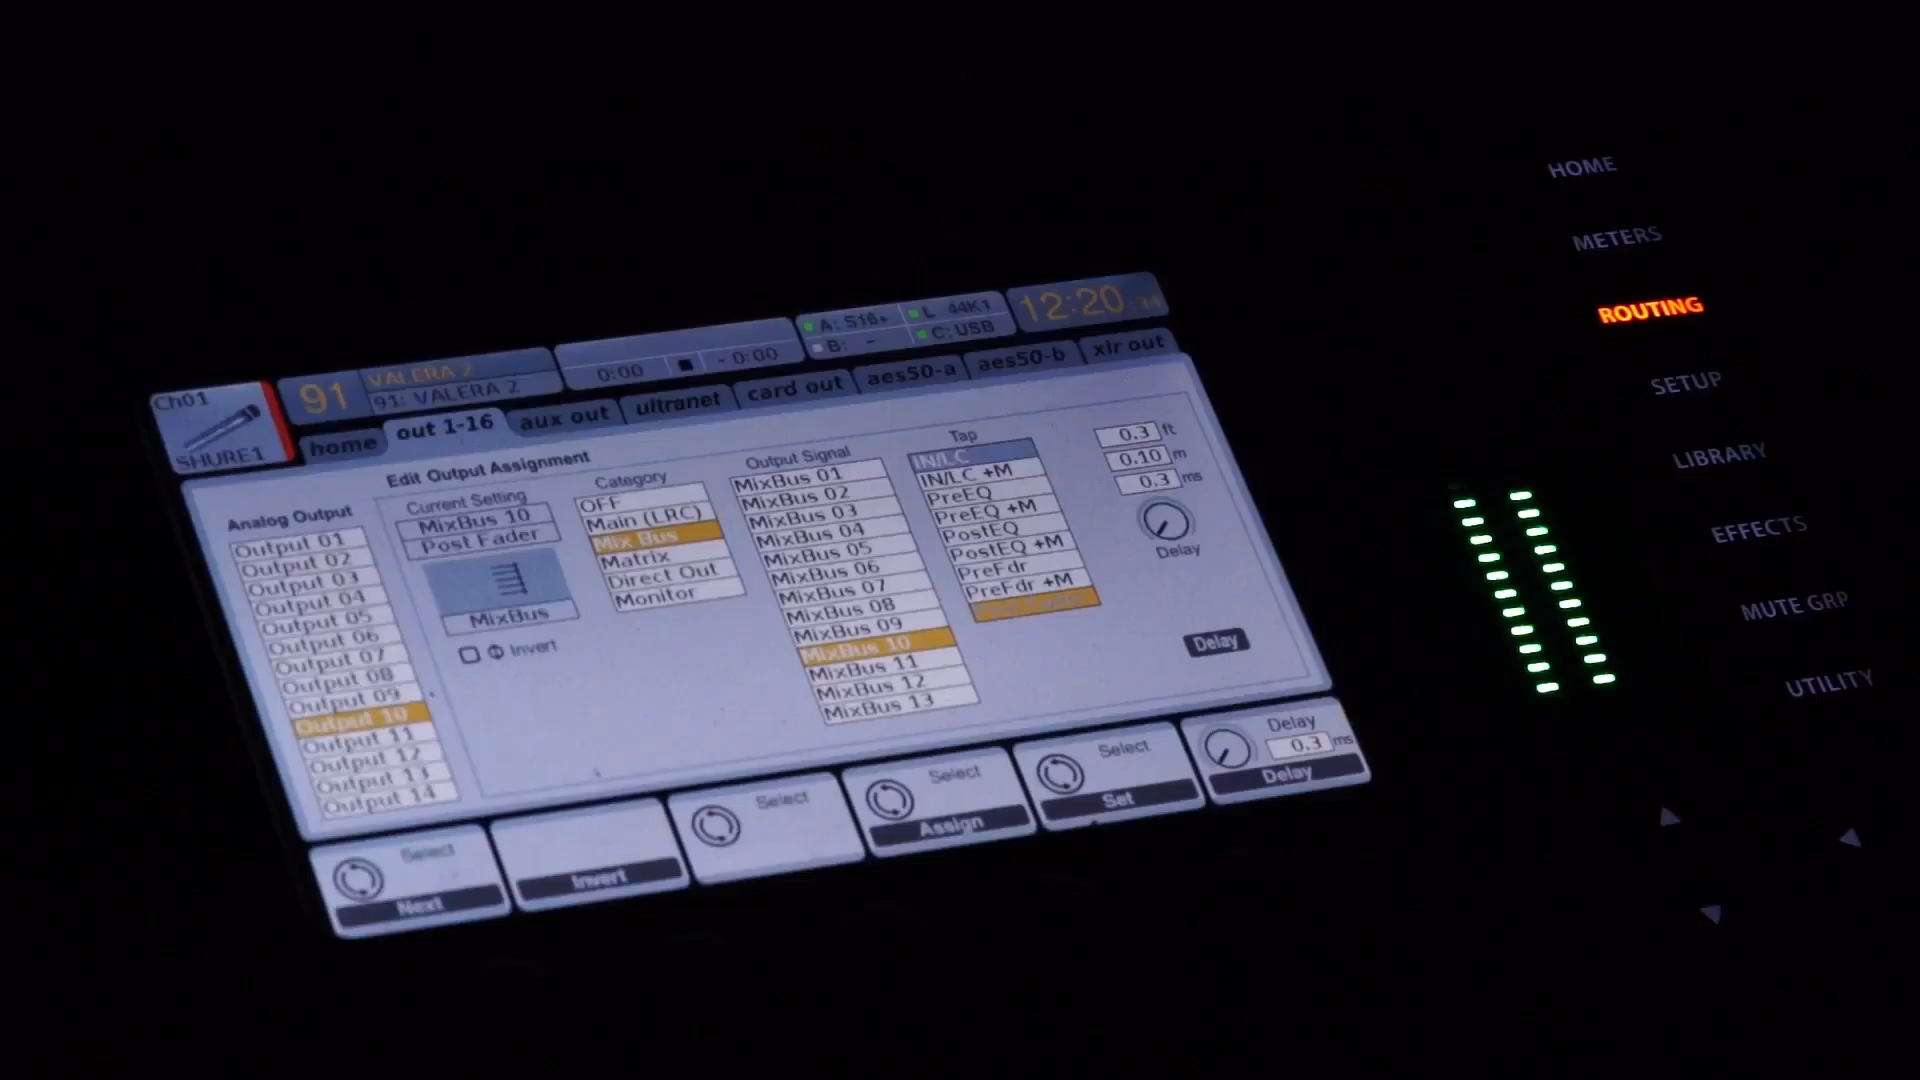 Ch01
SHURE1
91
VALERA 2
91: VALERA 2
0:00
- 0:00
A: S16+
B: -
L 44K1
C: USB
12:20:34
home
out 1-16
aux out
ultranet
card out
aes50-a
aes50-b
xlr out
Edit Output Assignment
Analog Output
Output 01
Output 02
Output 03
Output 04
Output 05
Output 06
Output 07
Output 08
Output 09
Output 10
Output 11
Output 12
Output 13
Output 14
Current Setting
MixBus 10
Post Fader
MixBus
Φ Invert
Category
OFF
Main (LRC)
Mix Bus
Matrix
Direct Out
Monitor
Output Signal
MixBus 01
MixBus 02
MixBus 03
MixBus 04
MixBus 05
MixBus 06
MixBus 07
MixBus 08
MixBus 09
MixBus 10
MixBus 11
MixBus 12
MixBus 13
Tap
IN/LC
IN/LC +M
PreEQ
PreEQ +M
PostEQ
PostEQ +M
PreFdr
PreFdr +M
0.3 ft
0.10 m
0.3 ms
Delay
Delay
Select
Next
Invert
Select
Select
Assign
Select
Set
Delay
0.3 ms
Delay
HOME
METERS
ROUTING
SETUP
LIBRARY
EFFECTS
MUTE GRP
UTILITY